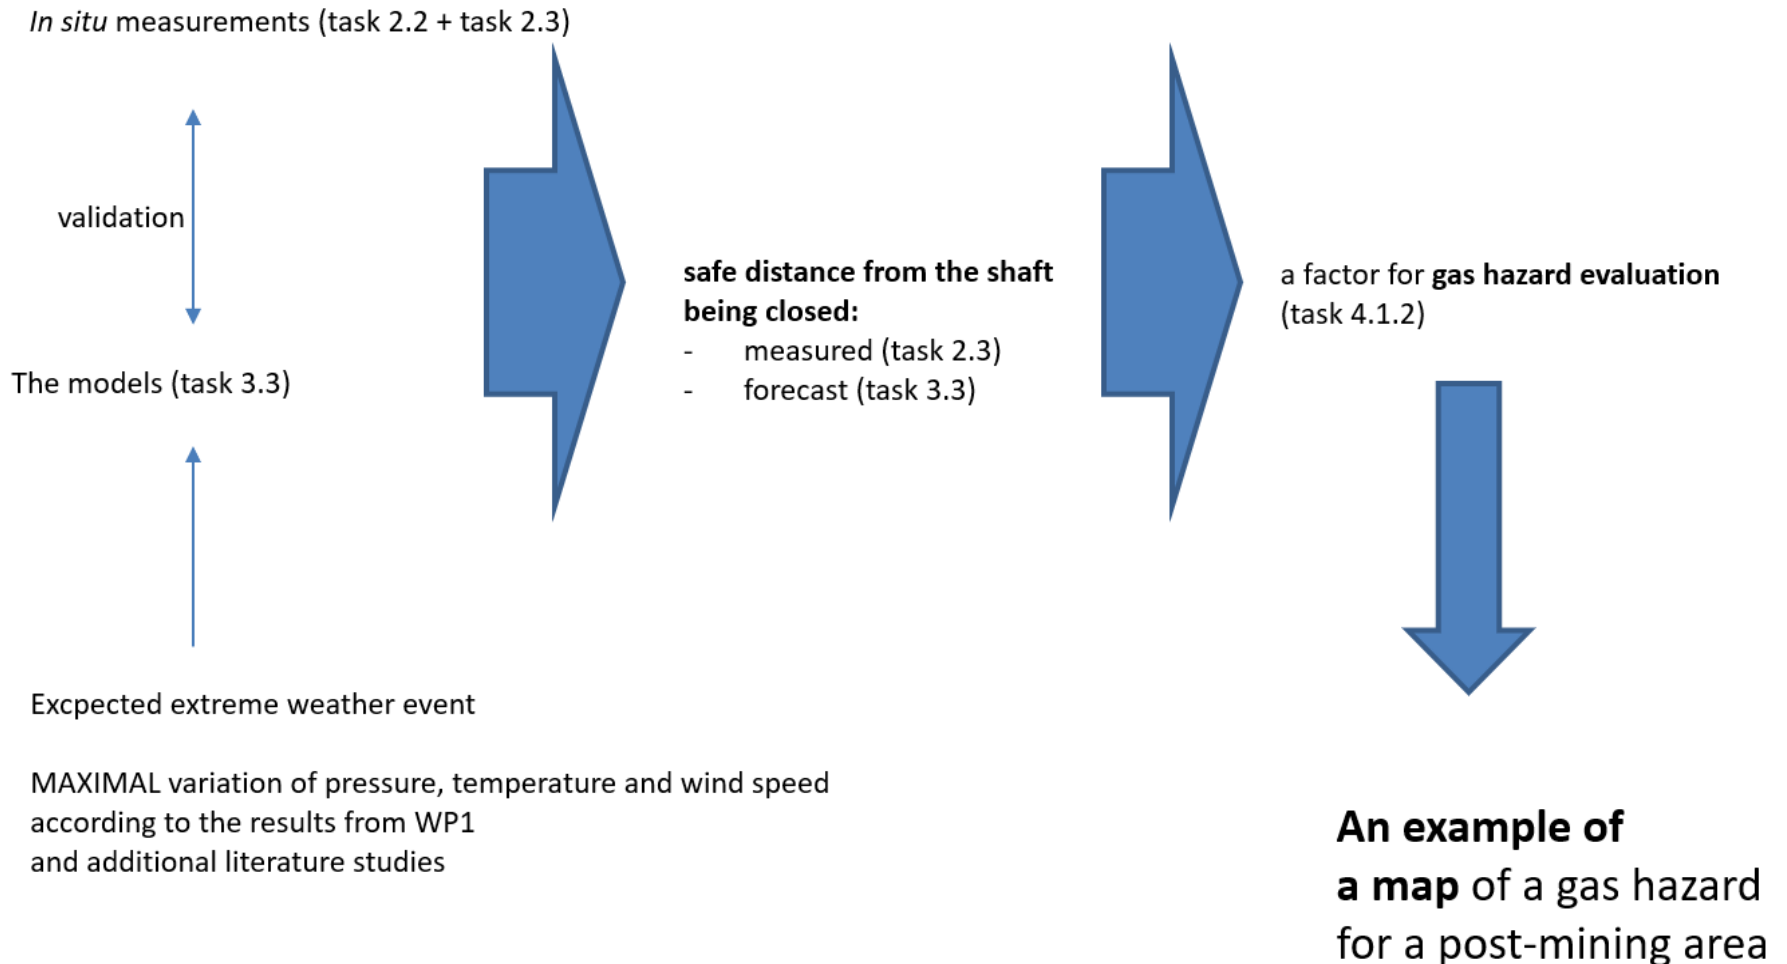 In situ measurements (task 2.2 + task 2.3)
validation
The models (task 3.3)
Excpected extreme weather event
MAXIMAL variation of pressure, temperature and wind speed
according to the results from WP1
and additional literature studies
safe distance from the shaft
being closed:
- measured (task 2.3)
- forecast (task 3.3)
a factor for gas hazard evaluation
(task 4.1.2)
An example of
a map of a gas hazard
for a post-mining area